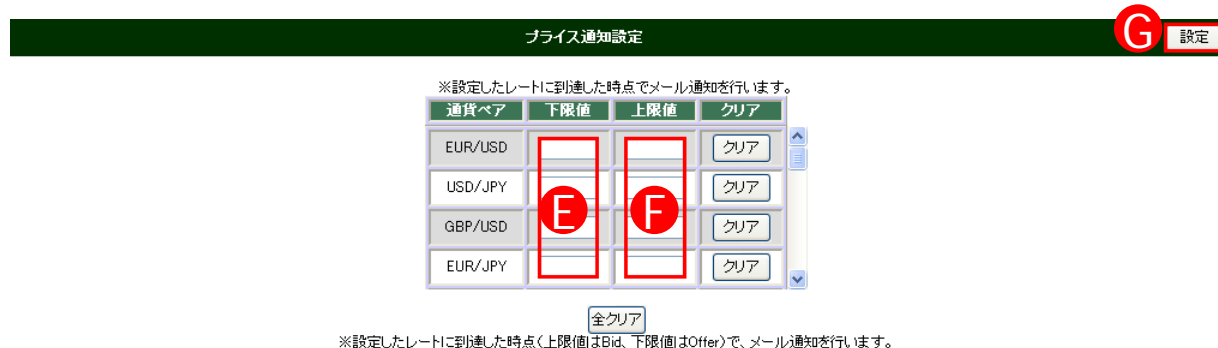 プライス通知設定
G 設定
※設定したレートに到達した時点でメール通知を行います。
通貨ペア 下限値 上限値 クリア
EUR/USD クリア
USD/JPY クリア
E F
GBP/USD クリア
EUR/JPY クリア
全クリア
※設定したレートに到達した時点(上限値はBid、下限値はOffer)で、メール通知を行います。